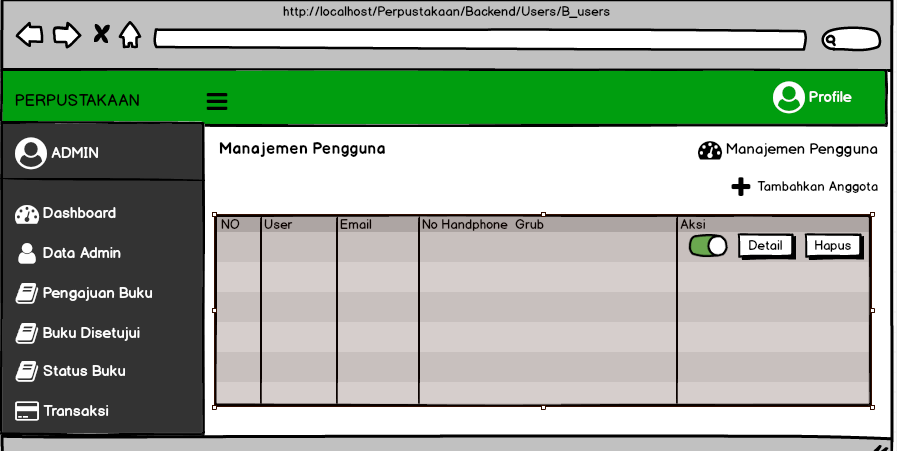 http://localhost/Perpustakaan/Backend/Users/B_users
PERPUSTAKAAN
Profile
ADMIN
Manajemen Pengguna
Manajemen Pengguna
Tambahkan Anggota
Dashboard
Data Admin
Pengajuan Buku
Buku Disetujui
Status Buku
Transaksi
NO User Email No Handphone Grub Aksi
Detail Hapus